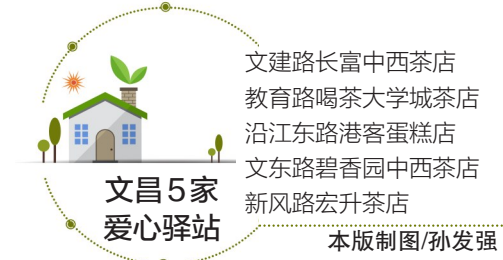 文昌5家
爱心驿站
文建路长富中西茶店
教育路喝茶大学城茶店
沿江东路港客蛋糕店
文东路碧香园中西茶店
新风路宏升茶店
本版制图/孙发强